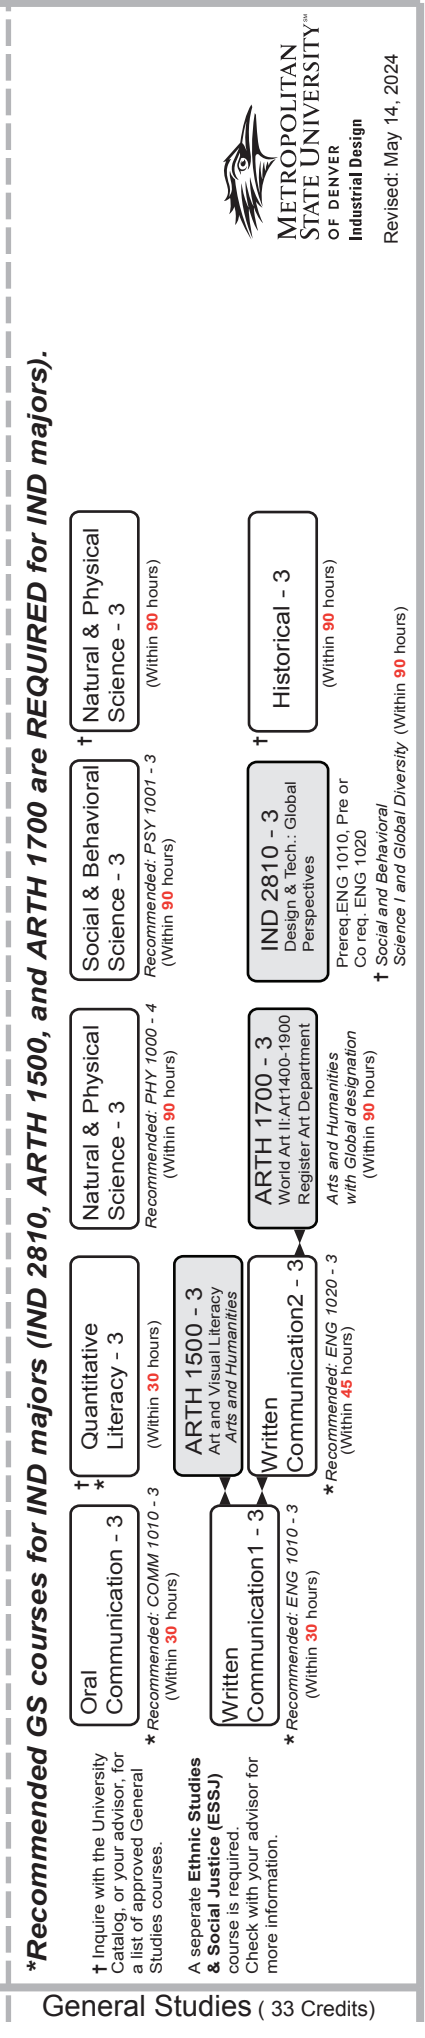 *Recommended GS courses for IND majors (IND 2810, ARTH 1500, and ARTH 1700 are REQUIRED for IND majors).
† Inquire with the University
Catalog, or your advisor, for
a list of approved General
Studies courses.
A seperate Ethnic Studies
& Social Justice (ESSJ)
course is required.
Check with your advisor for
more information.
Oral
Communication - 3
* Recommended: COMM 1010 - 3
(Within 30 hours)
†
*
Quantitative
Literacy - 3
(Within 30 hours)
Natural & Physical
Science - 3
Recommended: PHY 1000 - 4
(Within 90 hours)
Social & Behavioral
Science - 3
Recommended: PSY 1001 - 3
(Within 90 hours)
†
Natural & Physical
Science - 3
(Within 90 hours)
ARTH 1500 - 3
Art and Visual Literacy
Arts and Humanities
Written
Communication1 - 3
* Recommended: ENG 1010 - 3
(Within 30 hours)
Written
Communication2 - 3
* Recommended: ENG 1020 - 3
(Within 45 hours)
ARTH 1700 - 3
World Art II:Art1400-1900
Register Art Department
Arts and Humanities
with Global designation
(Within 90 hours)
IND 2810 - 3
Design & Tech.: Global
Perspectives
Prereq.ENG 1010, Pre or
Co req. ENG 1020
† Social and Behavioral
Science I and Global Diversity (Within 90 hours)
†
Historical - 3
(Within 90 hours)
METROPOLITAN
STATE UNIVERSITY℠
OF DENVER
Industrial Design
Revised: May 14, 2024
General Studies ( 33 Credits)